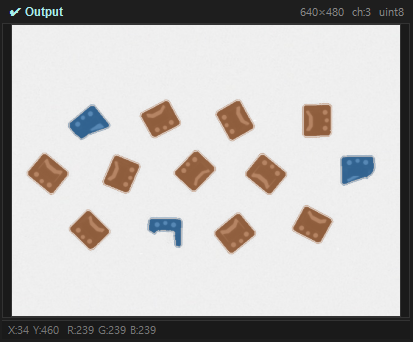 ✔ Output 640×480 ch:3 uint8
X:34 Y:460 R:239 G:239 B:239